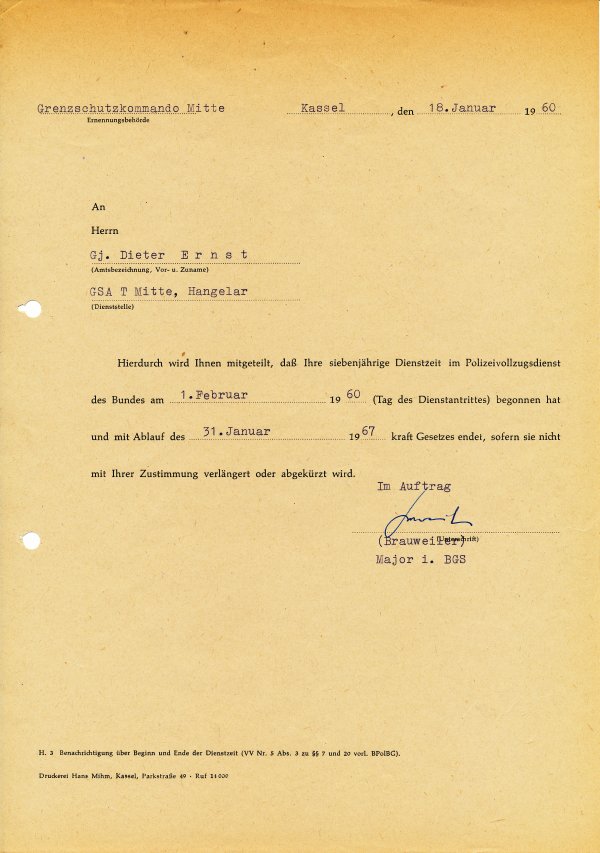 Grenzschutzkommando Mitte Kassel, den 18.Januar 1960
Ernennungsbehörde
An
Herrn
Gj. Dieter E r n s t
(Amtsbezeichnung, Vor- u. Zuname)
GSA T Mitte, Hangelar
(Dienststelle)
Hierdurch wird Ihnen mitgeteilt, daß Ihre siebenjährige Dienstzeit im Polizeivollzugsdienst
des Bundes am 1.Februar 1960 (Tag des Dienstantrittes) begonnen hat
und mit Ablauf des 31.Januar 1967 kraft Gesetzes endet, sofern sie nicht
mit Ihrer Zustimmung verlängert oder abgekürzt wird.
Im Auftrag
(Brauweiler) (Unterschrift)
Major i. BGS
H. 3 Benachrichtigung über Beginn und Ende der Dienstzeit (VV Nr. 5 Abs. 3 zu §§ 7 und 20 vorl. BPolBG).
Druckerei Hans Mihm, Kassel, Parkstraße 49 · Ruf 14000